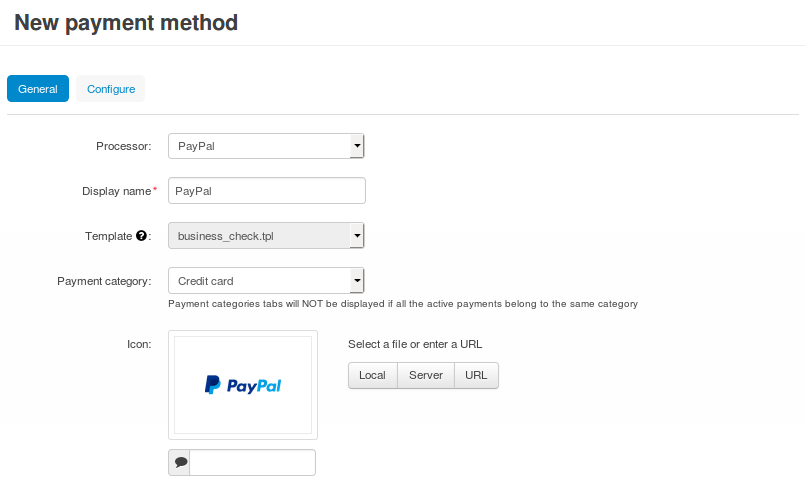 New payment method
General Configure
Processor: PayPal
Display name* PayPal
Template ?: business_check.tpl
Payment category: Credit card
Payment categories tabs will NOT be displayed if all the active payments belong to the same category
Icon: Select a file or enter a URL
PayPal Local Server URL